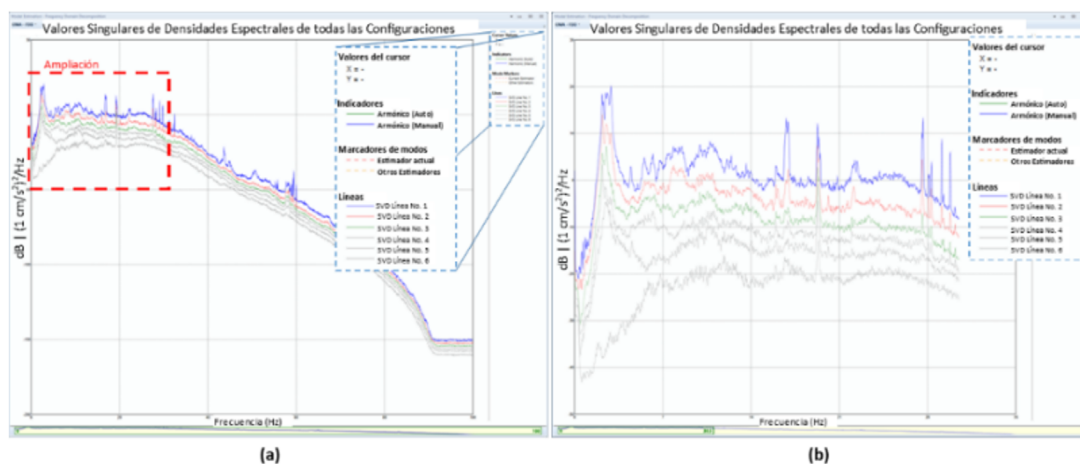 Valores Singulares de Densidades Espectrales de todas las Configuraciones
Ampliación
Valores del cursor
X = -
Y = -
Indicadores
Armónico (Auto)
Armónico (Manual)
Marcadores de modos
Estimador actual
Otros Estimadores
Lineas
SVD Línea No. 1
SVD Línea No. 2
SVD Línea No. 3
SVD Línea No. 4
SVD Línea No. 5
SVD Línea No. 6
dB | (1 cm/s²)²/Hz
Frecuencia (Hz)
(a)
Valores Singulares de Densidades Espectrales de todas las Configuraciones
Valores del cursor
X = -
Y = -
Indicadores
Armónico (Auto)
Armónico (Manual)
Marcadores de modos
Estimador actual
Otros Estimadores
Lineas
SVD Línea No. 1
SVD Línea No. 2
SVD Línea No. 3
SVD Línea No. 4
SVD Línea No. 5
SVD Línea No. 6
dB | (1 cm/s²)²/Hz
Frecuencia (Hz)
(b)